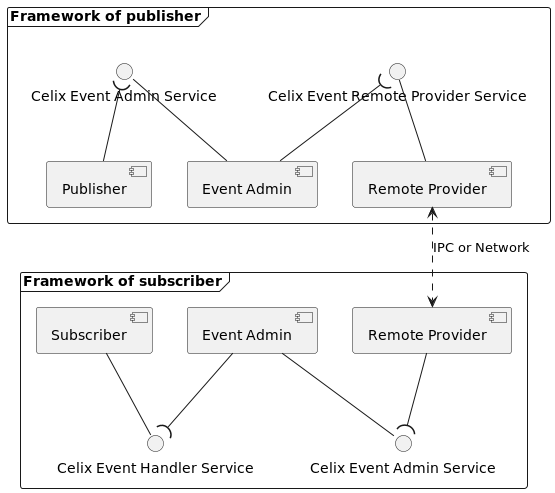 Framework of publisher
Celix Event Admin Service
Celix Event Remote Provider Service
Publisher
Event Admin
Remote Provider
IPC or Network
Framework of subscriber
Subscriber
Event Admin
Remote Provider
Celix Event Handler Service
Celix Event Admin Service